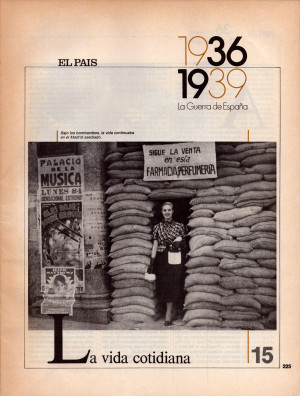 EL PAIS
1936
1939
La Guerra de España
Bajo los bombardeos, la vida continuaba
en el Madrid asediado.
PALACIO
DE LA
MUSICA
LUNES 24
SIGUE LA VENTA
en esta
FARMACIA-PERFUMERIA
La vida cotidiana
15
225